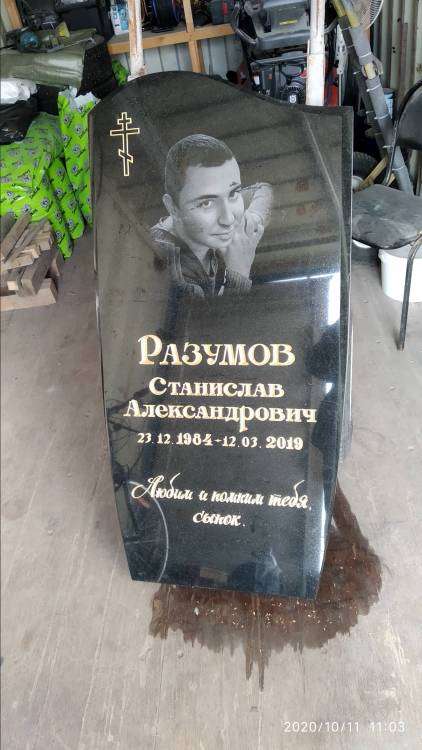 Разумов
Станислав
Александрович
23.12.1984-12.03.2019
Любим и помним тебя,
сынок.
2020/10/11 11:03